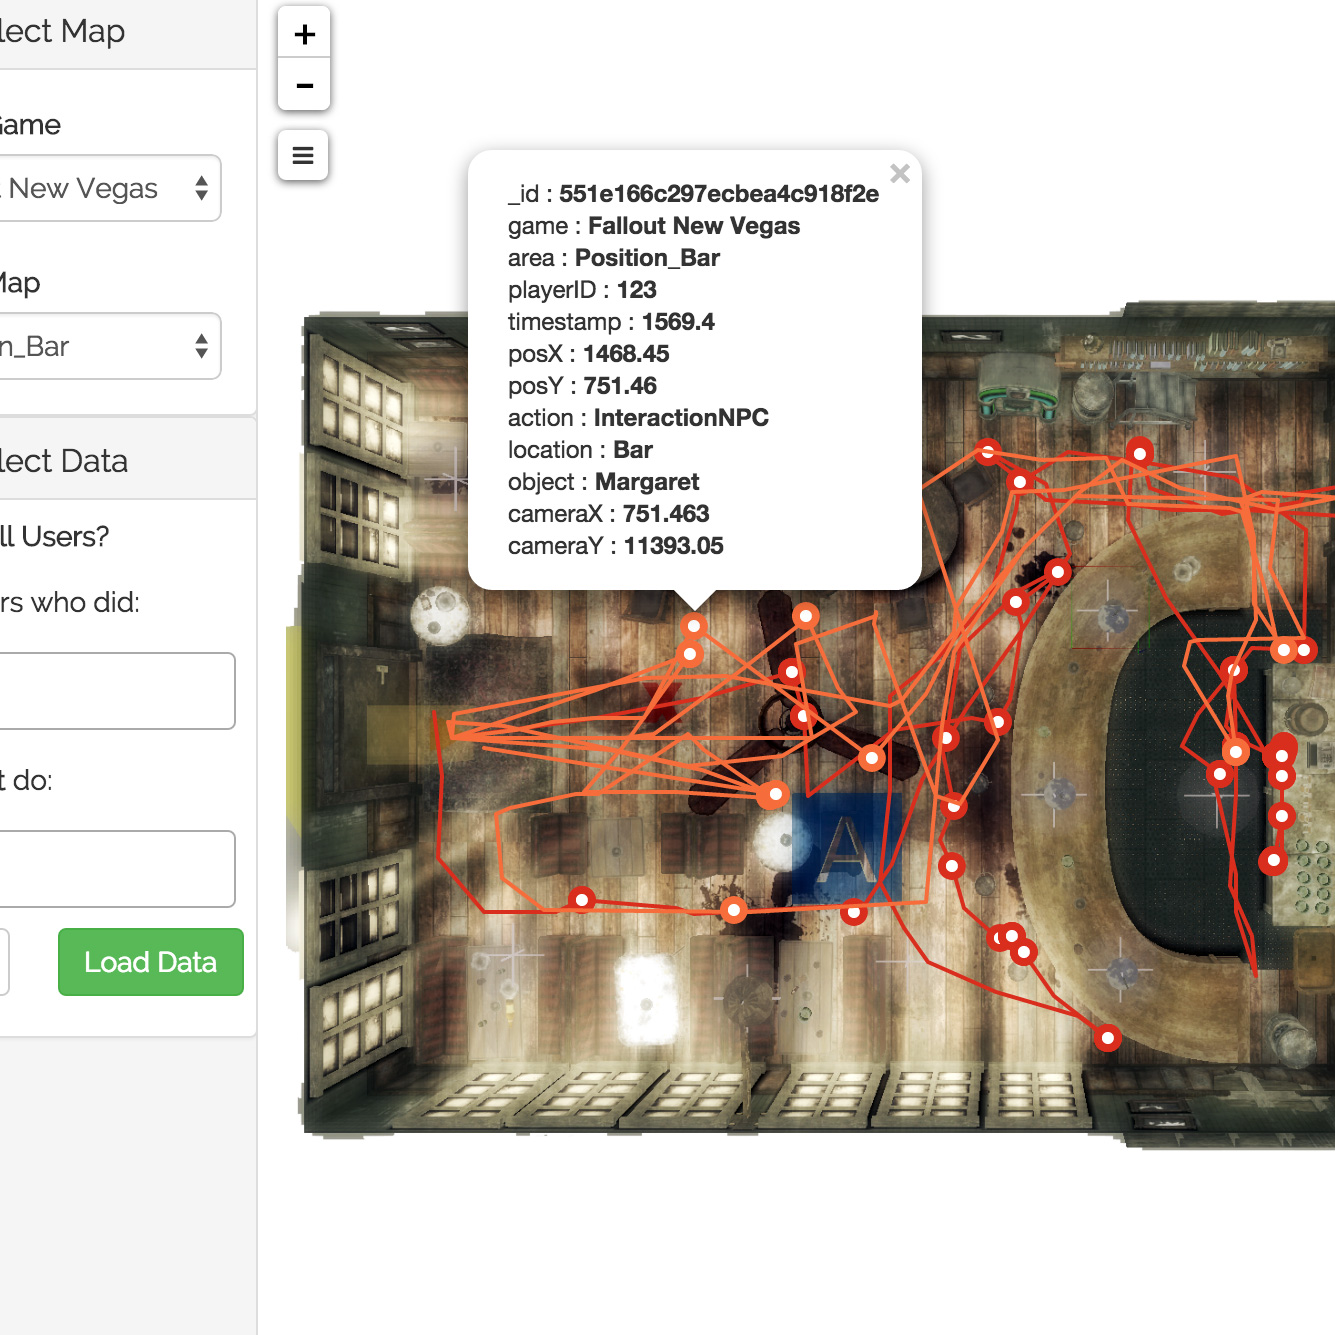 lect Map
Game
New Vegas
Map
n_Bar
lect Data
ll Users?
rs who did:
t do:
Load Data
+
-
×
_id : 551e166c297ecbea4c918f2e
game : Fallout New Vegas
area : Position_Bar
playerID : 123
timestamp : 1569.4
posX : 1468.45
posY : 751.46
action : InteractionNPC
location : Bar
object : Margaret
cameraX : 751.463
cameraY : 11393.05
A